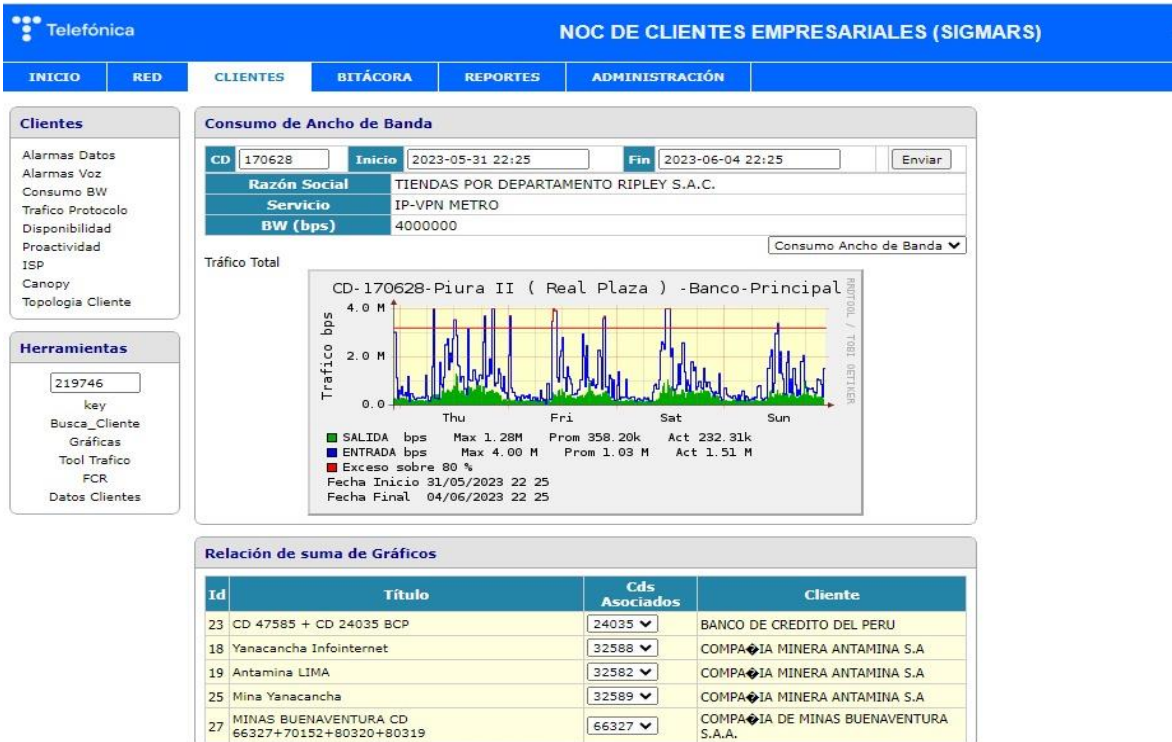 Telefónica
NOC DE CLIENTES EMPRESARIALES (SIGMARS)
INICIO RED CLIENTES BITÁCORA REPORTES ADMINISTRACIÓN
Clientes
Alarmas Datos
Alarmas Voz
Consumo BW
Trafico Protocolo
Disponibilidad
Proactividad
ISP
Canopy
Topologia Cliente
Herramientas
219746
key
Busca_Cliente
Gráficas
Tool Trafico
FCR
Datos Clientes
Consumo de Ancho de Banda
CD 170628 Inicio 2023-05-31 22:25 Fin 2023-06-04 22:25 Enviar
Razón Social TIENDAS POR DEPARTAMENTO RIPLEY S.A.C.
Servicio IP-VPN METRO
BW (bps) 4000000
Consumo Ancho de Banda
Tráfico Total
CD-170628-Piura II ( Real Plaza ) -Banco-Principal
RRDTOOL / TOBI OETIKER
Trafico bps
4.0 M
2.0 M
0.0
Thu Fri Sat Sun
SALIDA bps Max 1.28M Prom 358.20k Act 232.31k
ENTRADA bps Max 4.00 M Prom 1.03 M Act 1.51 M
Exceso sobre 80 %
Fecha Inicio 31/05/2023 22 25
Fecha Final 04/06/2023 22 25
Relación de suma de Gráficos
Id Título Cds Asociados Cliente
23 CD 47585 + CD 24035 BCP 24035 BANCO DE CREDITO DEL PERU
18 Yanacancha Infointernet 32588 COMPA�IA MINERA ANTAMINA S.A
19 Antamina LIMA 32582 COMPA�IA MINERA ANTAMINA S.A
25 Mina Yanacancha 32589 COMPA�IA MINERA ANTAMINA S.A
27 MINAS BUENAVENTURA CD 66327+70152+80320+80319 66327 COMPA�IA DE MINAS BUENAVENTURA S.A.A.